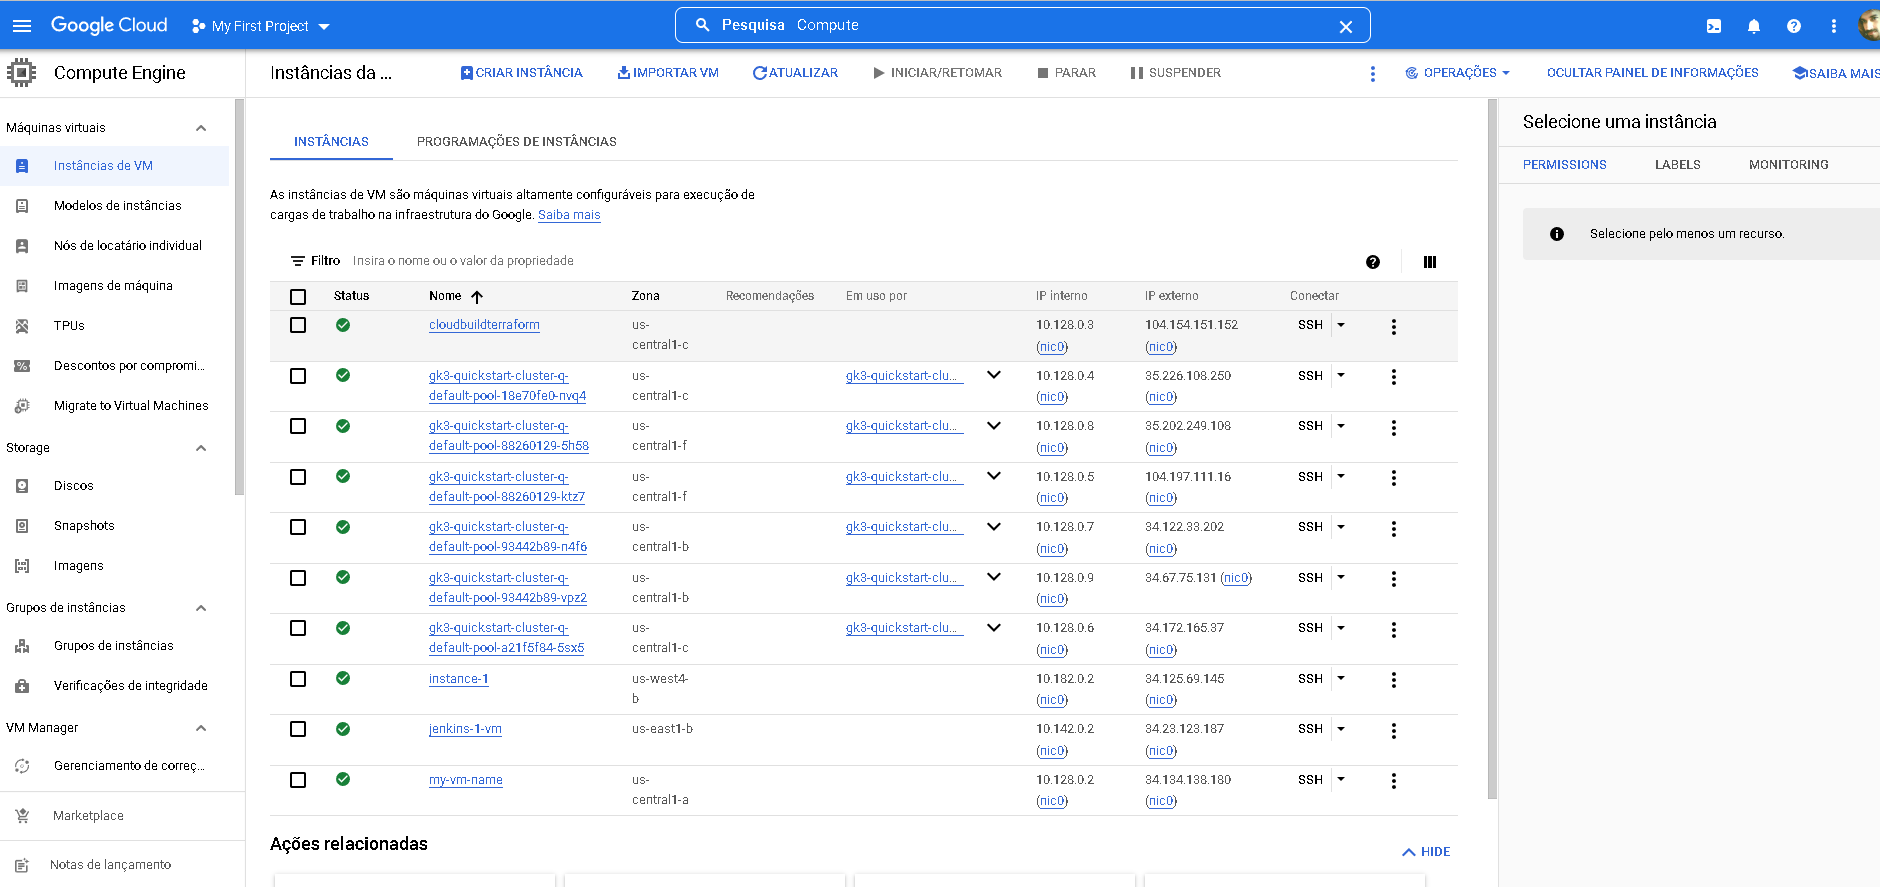 Google Cloud
My First Project
Pesquisa Compute
Compute Engine
Instâncias da ...
CRIAR INSTÂNCIA
IMPORTAR VM
ATUALIZAR
INICIAR/RETOMAR
PARAR
SUSPENDER
OPERAÇÕES
OCULTAR PAINEL DE INFORMAÇÕES
SAIBA MAIS
Máquinas virtuais
Instâncias de VM
Modelos de instâncias
Nós de locatário individual
Imagens de máquina
TPUs
Descontos por compromi...
Migrate to Virtual Machines
Storage
Discos
Snapshots
Imagens
Grupos de instâncias
Grupos de instâncias
Verificações de integridade
VM Manager
Gerenciamento de correç...
Marketplace
Notas de lançamento
INSTÂNCIAS
PROGRAMAÇÕES DE INSTÂNCIAS
As instâncias de VM são máquinas virtuais altamente configuráveis para execução de
cargas de trabalho na infraestrutura do Google. Saiba mais
Filtro Insira o nome ou o valor da propriedade
Status Nome Zona Recomendações Em uso por IP interno IP externo Conectar
cloudbuildterraform us- 10.128.0.3 104.154.151.152 SSH
central1-c (nic0) (nic0)
gk3-quickstart-cluster-q- us- gk3-quickstart-clu... 10.128.0.4 35.226.108.250 SSH
default-pool-18e70fe0-nvq4 central1-c (nic0) (nic0)
gk3-quickstart-cluster-q- us- gk3-quickstart-clu... 10.128.0.8 35.202.249.108 SSH
default-pool-88260129-5h58 central1-f (nic0) (nic0)
gk3-quickstart-cluster-q- us- gk3-quickstart-clu... 10.128.0.5 104.197.111.16 SSH
default-pool-88260129-ktz7 central1-f (nic0) (nic0)
gk3-quickstart-cluster-q- us- gk3-quickstart-clu... 10.128.0.7 34.122.33.202 SSH
default-pool-93442b89-n4f6 central1-b (nic0) (nic0)
gk3-quickstart-cluster-q- us- gk3-quickstart-clu... 10.128.0.9 34.67.75.131 (nic0) SSH
default-pool-93442b89-vpz2 central1-b (nic0)
gk3-quickstart-cluster-q- us- gk3-quickstart-clu... 10.128.0.6 34.172.165.37 SSH
default-pool-a21f5f84-5sx5 central1-c (nic0) (nic0)
instance-1 us-west4- 10.182.0.2 34.125.69.145 SSH
b (nic0) (nic0)
jenkins-1-vm us-east1-b 10.142.0.2 34.23.123.187 SSH
(nic0) (nic0)
my-vm-name us- 10.128.0.2 34.134.138.180 SSH
central1-a (nic0) (nic0)
Ações relacionadas
HIDE
Selecione uma instância
PERMISSIONS LABELS MONITORING
Selecione pelo menos um recurso.